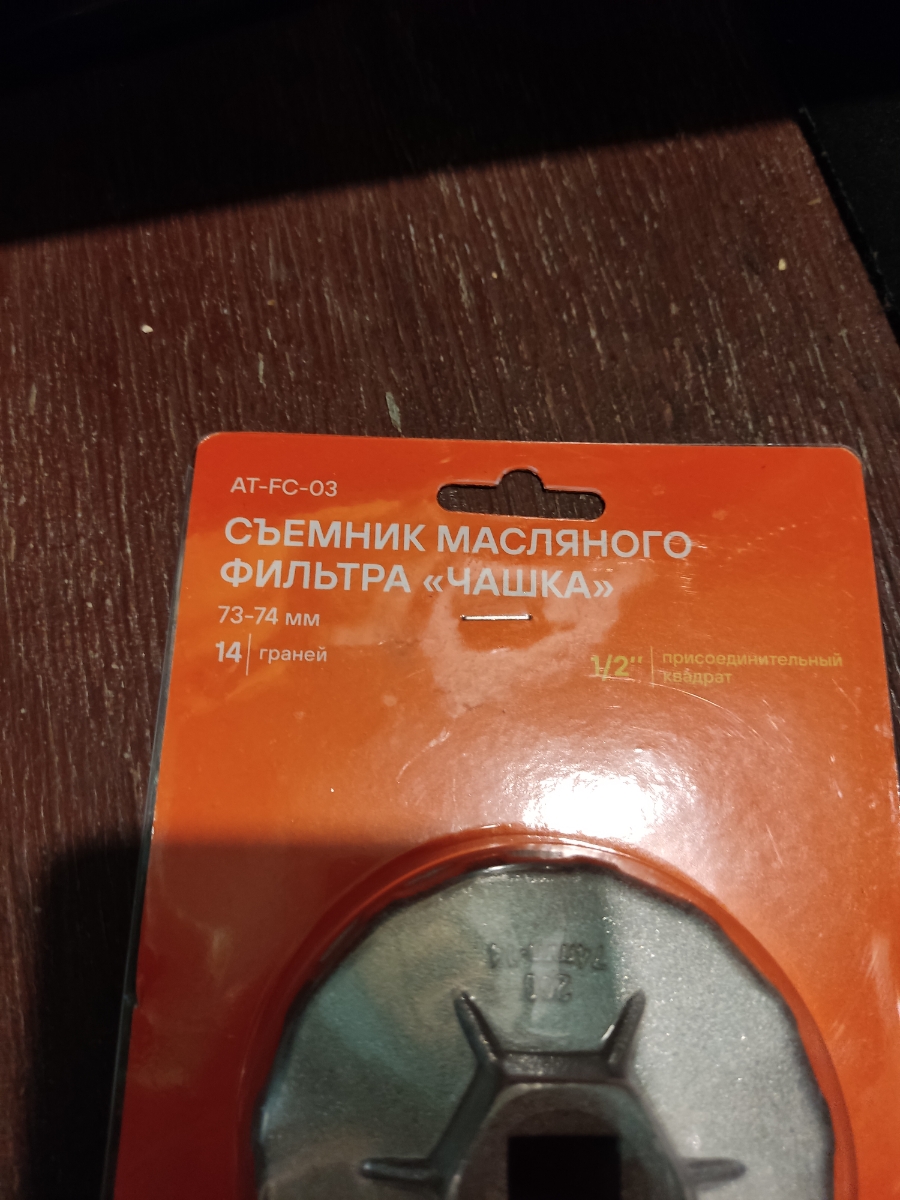 AT-FC-03
СЪЕМНИК МАСЛЯНОГО
ФИЛЬТРА «ЧАШКА»
73-74 мм
14 граней
1/2" присоединительный
квадрат